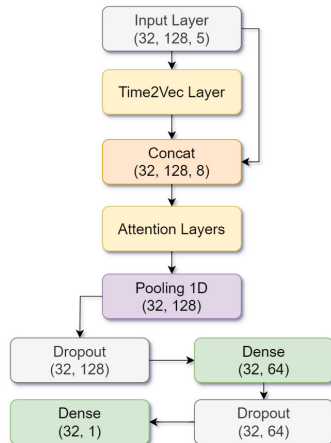 Input Layer
(32, 128, 5)
Time2Vec Layer
Concat
(32, 128, 8)
Attention Layers
Pooling 1D
(32, 128)
Dropout
(32, 128)
Dense
(32, 64)
Dense
(32, 1)
Dropout
(32, 64)